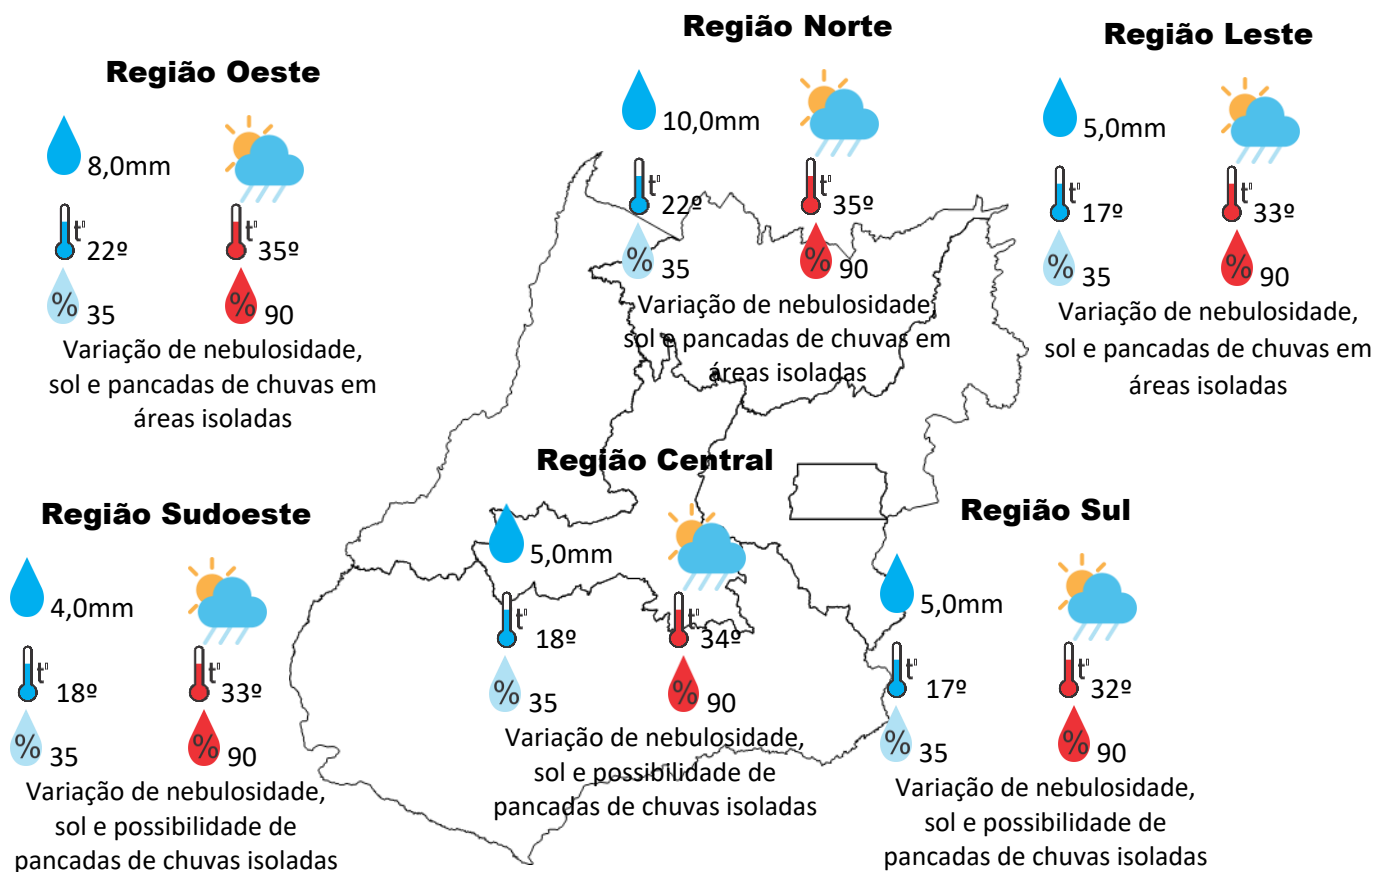 Região Oeste
8,0mm
t°
22º
t°
35º
% 35
% 90
Variação de nebulosidade,
sol e pancadas de chuvas em
áreas isoladas
Região Norte
10,0mm
t°
22º
t°
35º
% 35
% 90
Variação de nebulosidade,
sol e pancadas de chuvas em
áreas isoladas
Região Leste
5,0mm
t°
17º
t°
33º
% 35
% 90
Variação de nebulosidade,
sol e pancadas de chuvas em
áreas isoladas
Região Sudoeste
4,0mm
t°
18º
t°
33º
% 35
% 90
Variação de nebulosidade,
sol e possibilidade de
pancadas de chuvas isoladas
Região Central
5,0mm
t°
18º
t°
34º
% 35
% 90
Variação de nebulosidade,
sol e possibilidade de
pancadas de chuvas isoladas
Região Sul
5,0mm
t°
17º
t°
32º
% 35
% 90
Variação de nebulosidade,
sol e possibilidade de
pancadas de chuvas isoladas